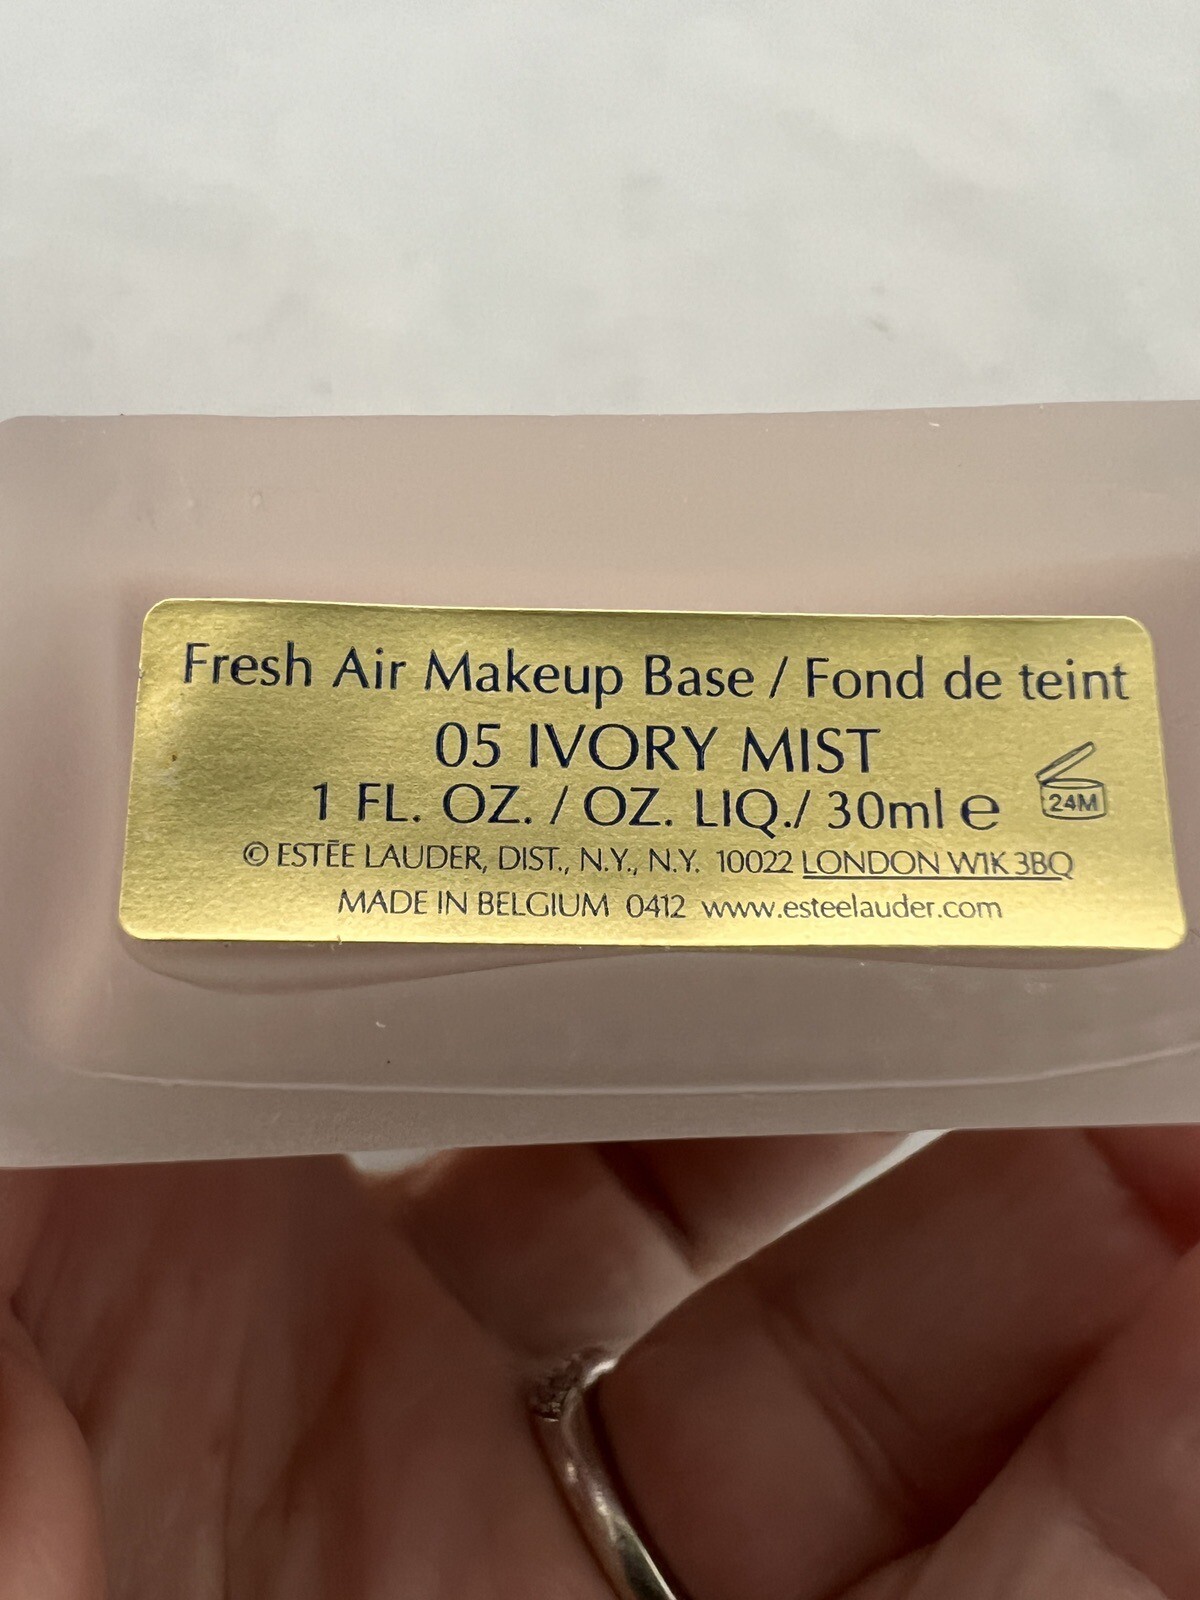 Fresh Air Makeup Base / Fond de teint
05 IVORY MIST
1 FL. OZ. / OZ. LIQ./ 30ml e
24M
© ESTĒE LAUDER, DIST., N.Y., N.Y. 10022 LONDON W1K 3BQ
MADE IN BELGIUM 0412 www.esteelauder.com